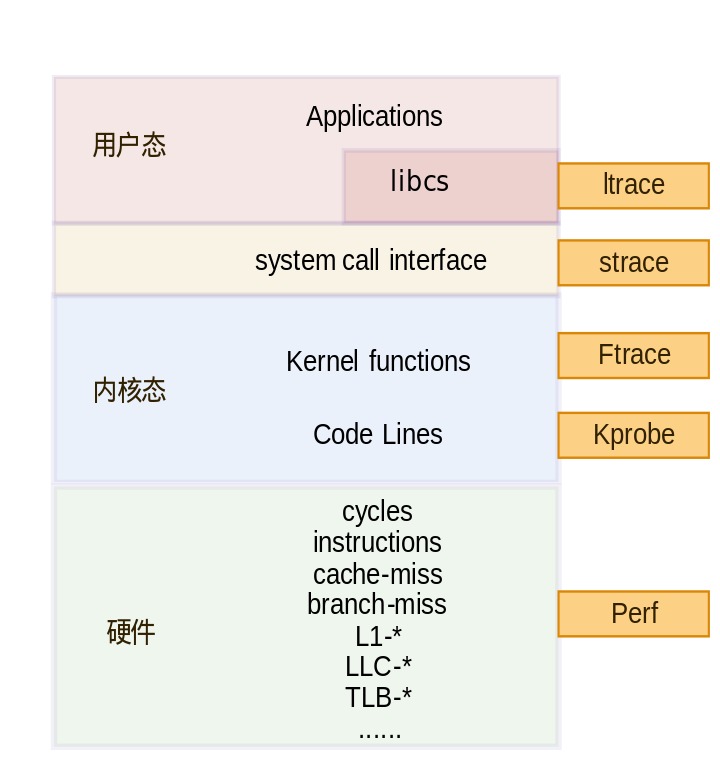 Applications
用户态
libcs
ltrace
system call interface
strace
Kernel functions
Ftrace
内核态
Code Lines
Kprobe
cycles
instructions
cache-miss
branch-miss
Perf
硬件
L1-*
LLC-*
TLB-*
......